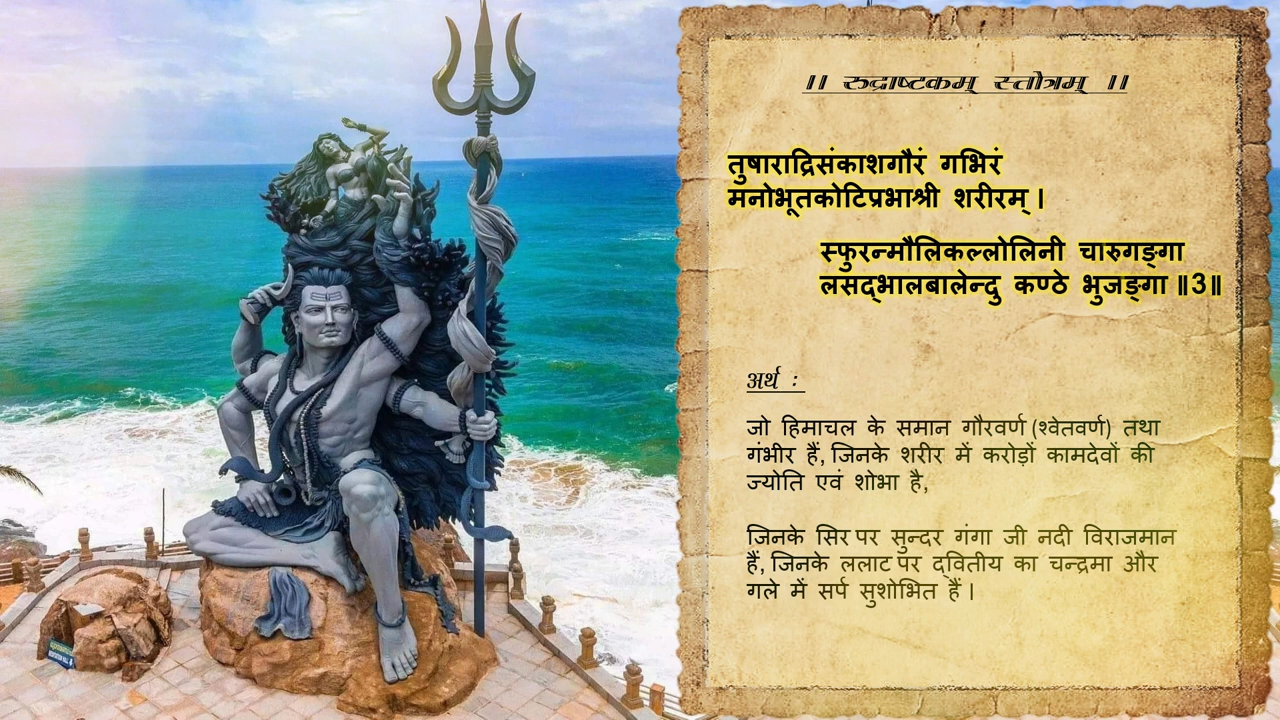 ।। रुद्राष्टकम् स्तोत्रम् ।।
तुषाराद्रिसंकाशगौरं गभिरं
मनोभूतकोटिप्रभाश्री शरीरम् ।
स्फुरन्मौलिकल्लोलिनी चारुगङ्गा
लसद्भालबालेन्दु कण्ठे भुजङ्गा ॥3॥
अर्थ :
जो हिमाचल के समान गौरवर्ण (श्वेतवर्ण) तथा
गंभीर हैं, जिनके शरीर में करोड़ों कामदेवों की
ज्योति एवं शोभा है,
जिनके सिर पर सुन्दर गंगा जी नदी विराजमान
हैं, जिनके ललाट पर द्वितीय का चन्द्रमा और
गले में सर्प सुशोभित हैं ।